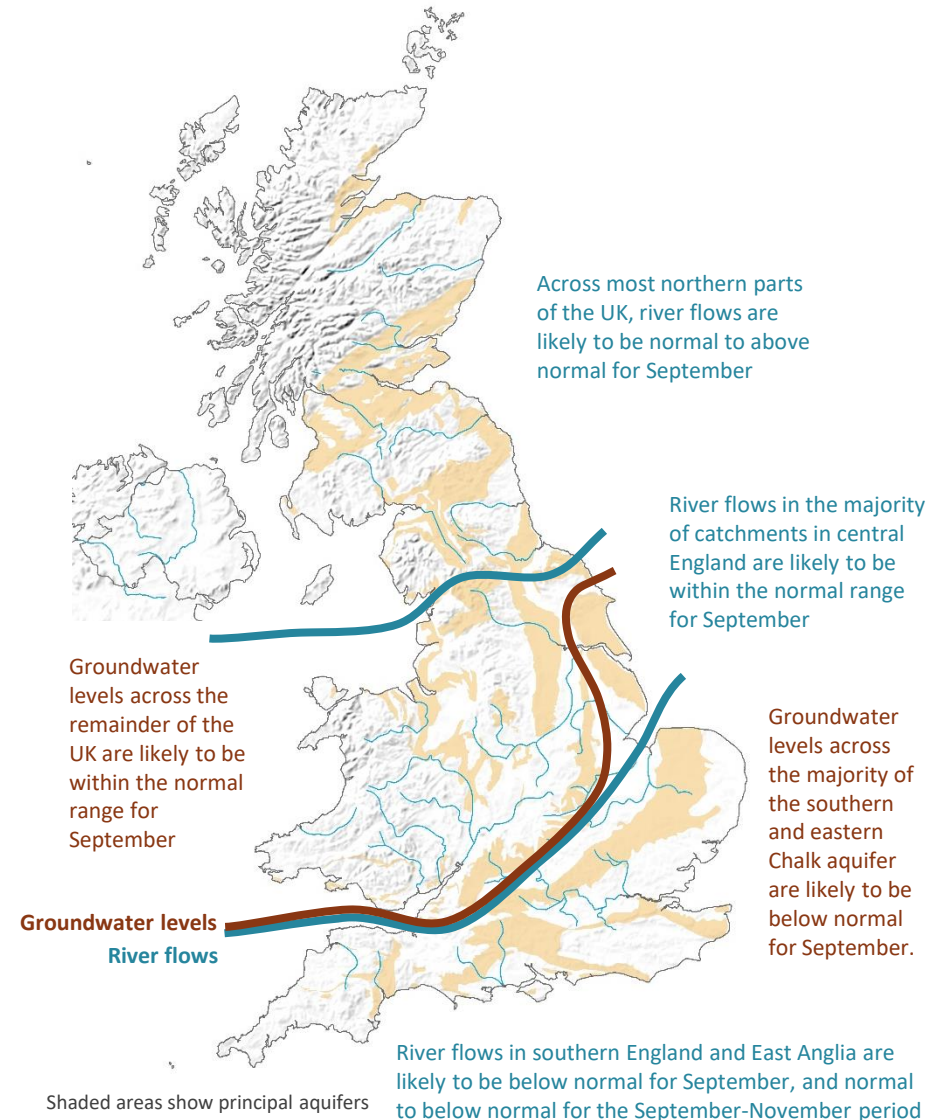 Across most northern parts
of the UK, river flows are
likely to be normal to above
normal for September
River flows in the majority
of catchments in central
England are likely to be
within the normal range
for September
Groundwater
levels across the
remainder of the
UK are likely to be
within the normal
range for
September
Groundwater
levels across
the majority of
the southern
and eastern
Chalk aquifer
are likely to be
below normal
for September.
Groundwater levels
River flows
River flows in southern England and East Anglia are
likely to be below normal for September, and normal
to below normal for the September-November period
Shaded areas show principal aquifers